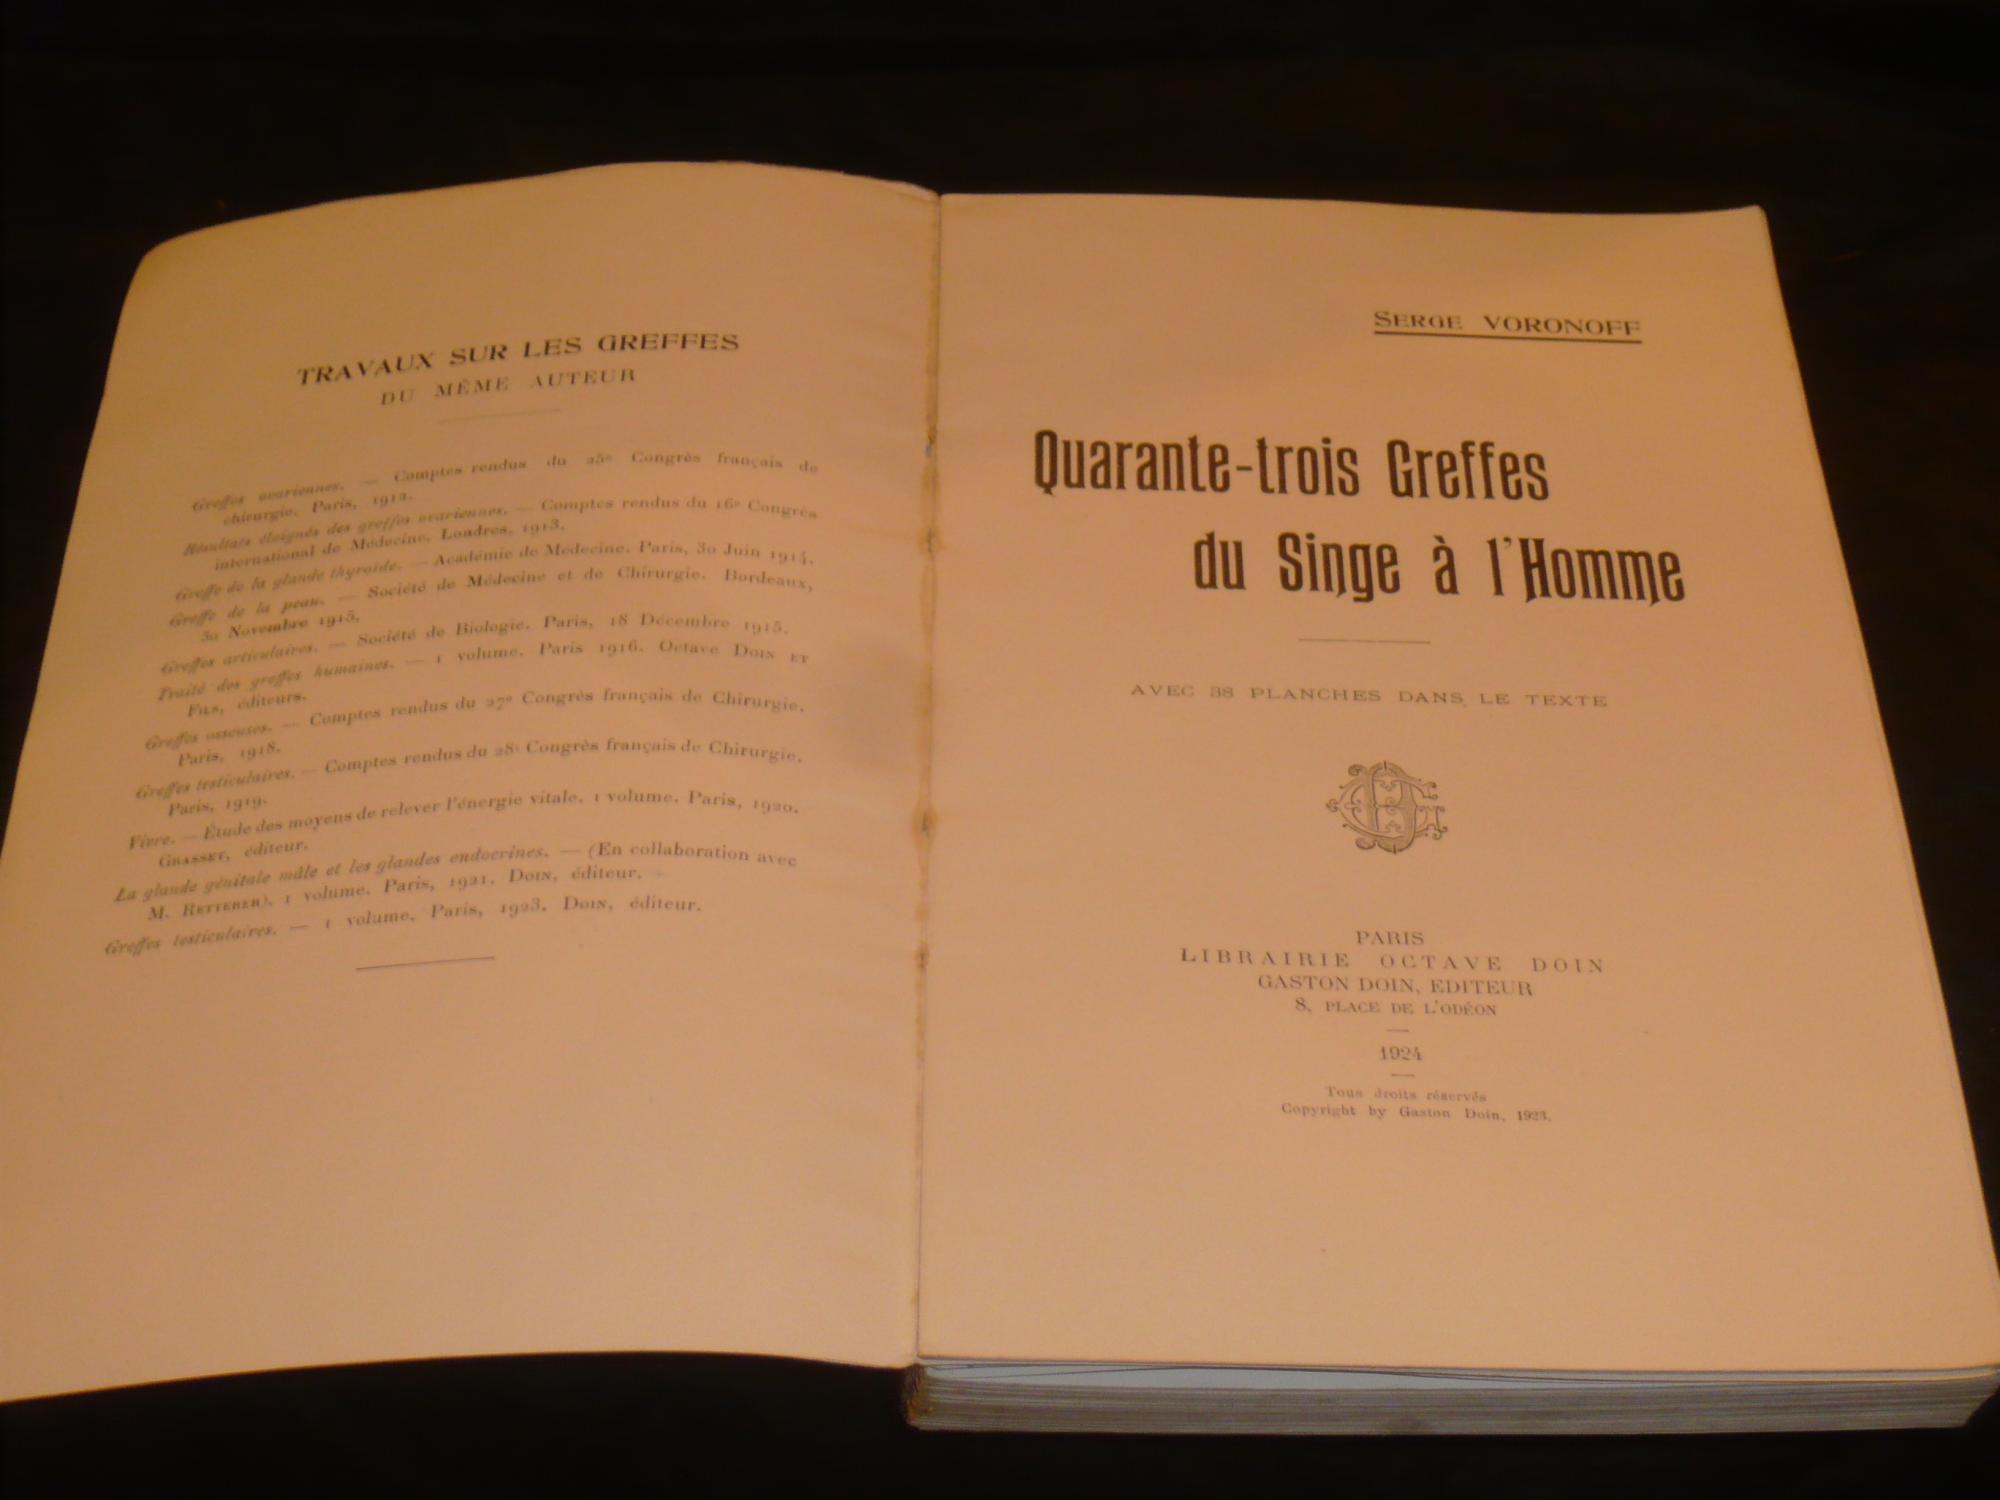 TRAVAUX SUR LES GREFFES
DU MÊME AUTEUR
Greffes ovariennes. — Comptes rendus du 25e Congrès français de
chirurgie. Paris, 1912.
Résultats éloignés des greffes ovariennes. — Comptes rendus du 16e Congrès
international de Médecine. Londres, 1913.
Greffe de la glande thyroïde. — Académie de Médecine. Paris, 30 Juin 1914.
Greffe de la peau. — Société de Médecine et de Chirurgie. Bordeaux,
30 Novembre 1915.
Greffes articulaires. — Société de Biologie. Paris, 18 Décembre 1915.
Traité des greffes humaines. — 1 volume. Paris 1916. Octave Doin et
Fils, éditeurs.
Greffes osseuses. — Comptes rendus du 27e Congrès français de Chirurgie.
Paris, 1918.
Greffes testiculaires. — Comptes rendus du 28e Congrès français de Chirurgie.
Paris, 1919.
Vivre. — Étude des moyens de relever l'énergie vitale. 1 volume. Paris, 1920.
Grasset, éditeur.
La glande génitale mâle et les glandes endocrines. — (En collaboration avec
M. Retterer). 1 volume. Paris, 1921. Doin, éditeur.
Greffes testiculaires. — 1 volume. Paris, 1923. Doin, éditeur.
Serge VORONOFF
Quarante-trois Greffes
du Singe à l'Homme
AVEC 38 PLANCHES DANS LE TEXTE
PARIS
LIBRAIRIE OCTAVE DOIN
GASTON DOIN, EDITEUR
8, PLACE DE L'ODÉON
1924
Tous droits réservés
Copyright by Gaston Doin, 1923.